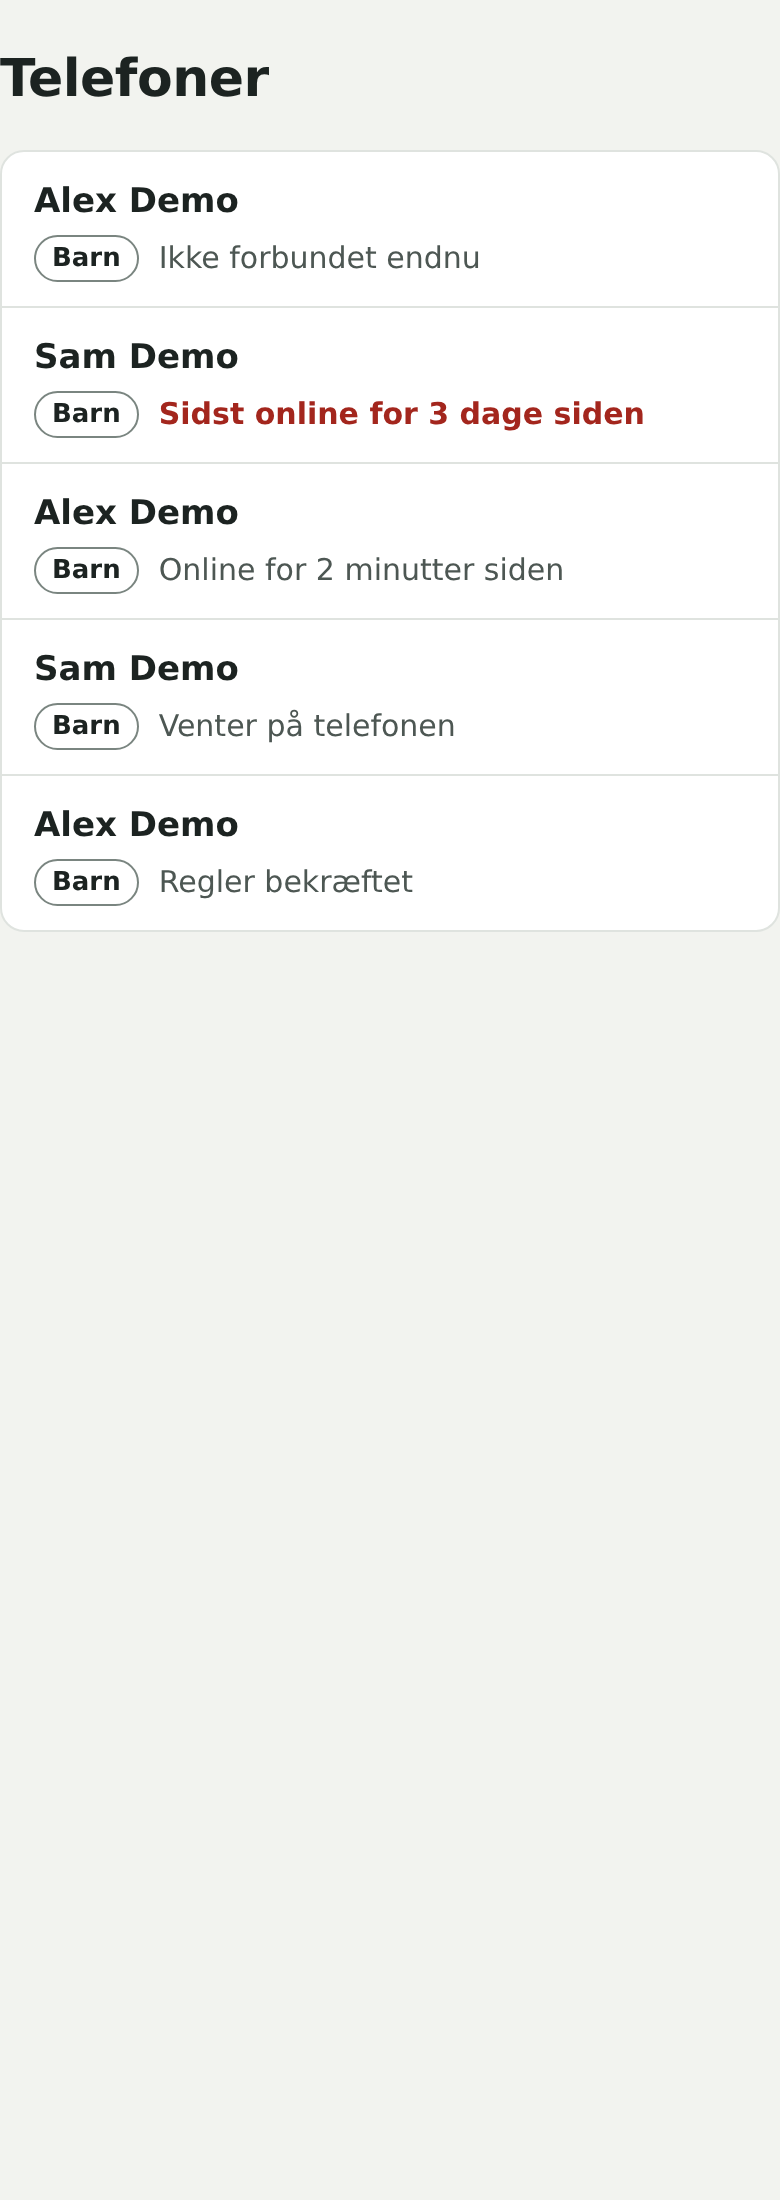 Telefoner
Alex Demo
Barn Ikke forbundet endnu
Sam Demo
Barn Sidst online for 3 dage siden
Alex Demo
Barn Online for 2 minutter siden
Sam Demo
Barn Venter på telefonen
Alex Demo
Barn Regler bekræftet